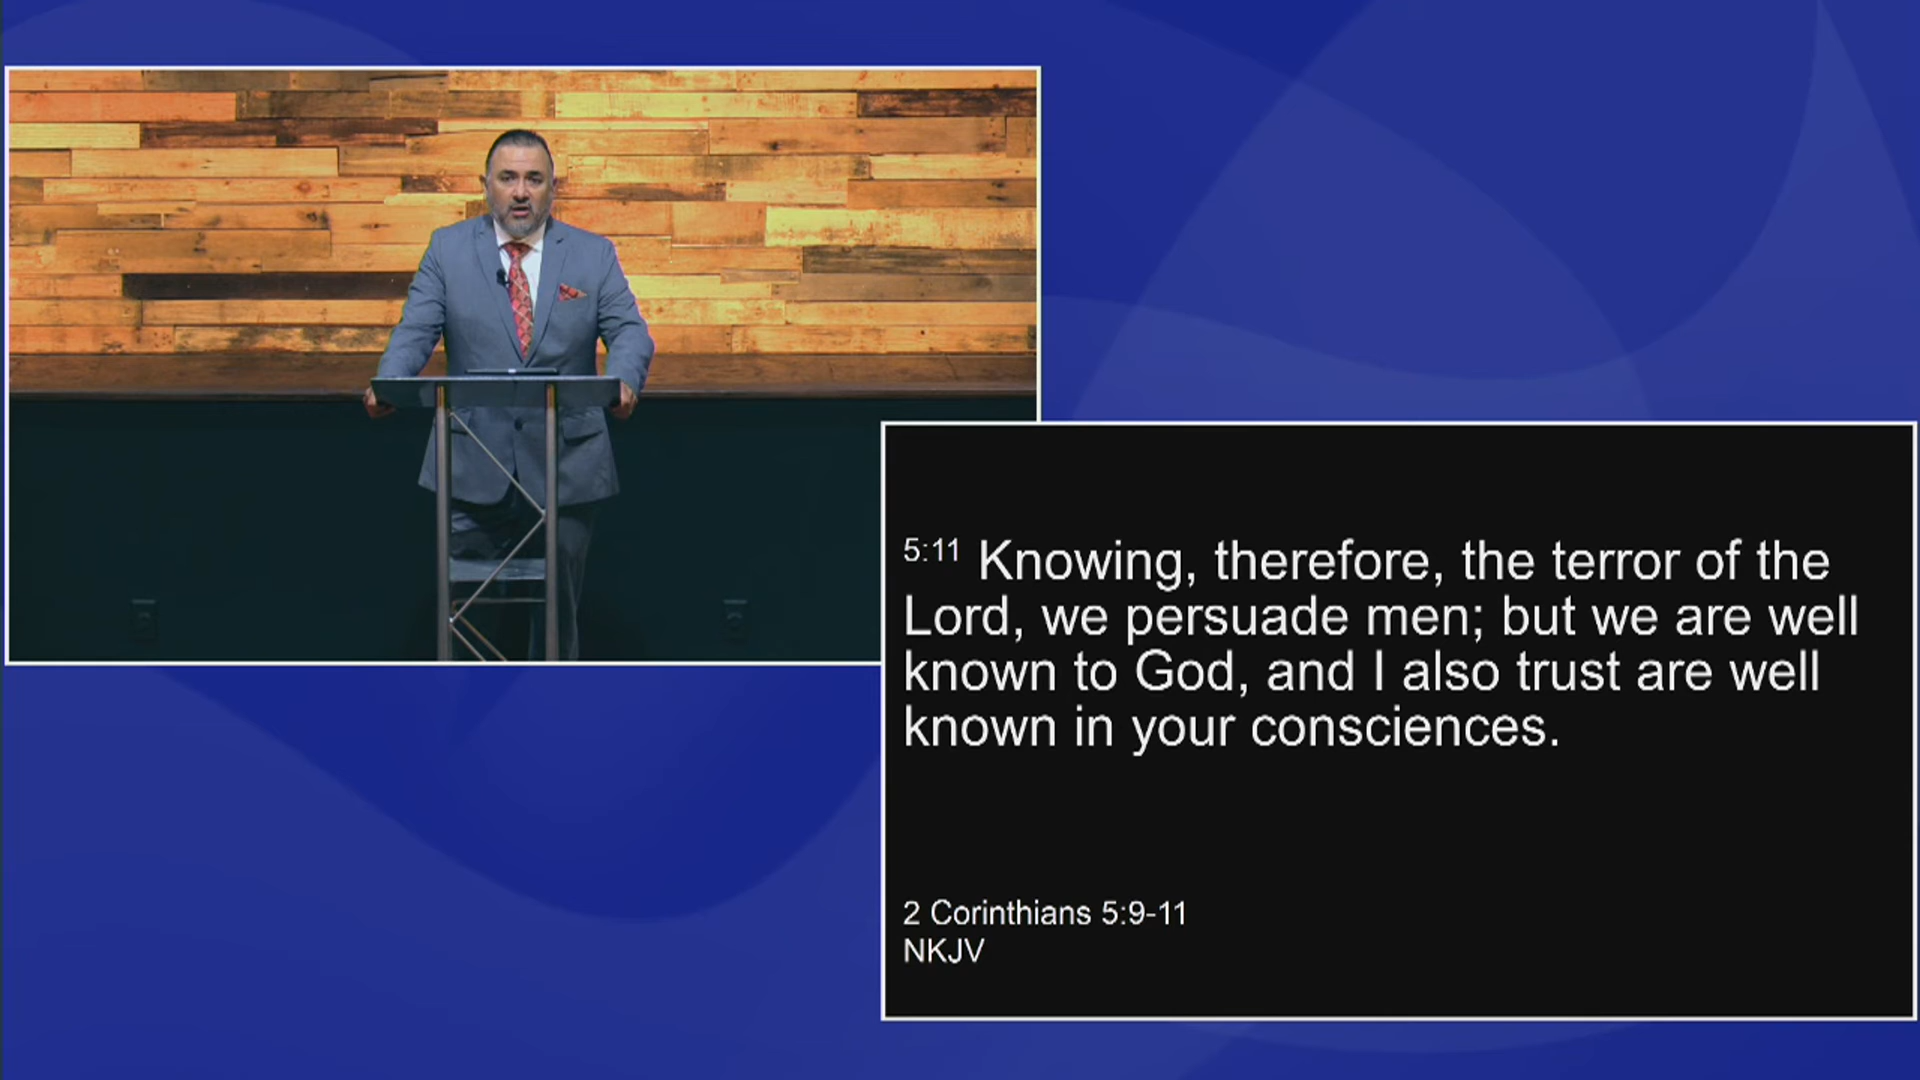 5:11 Knowing, therefore, the terror of the
Lord, we persuade men; but we are well
known to God, and I also trust are well
known in your consciences.
2 Corinthians 5:9-11
NKJV